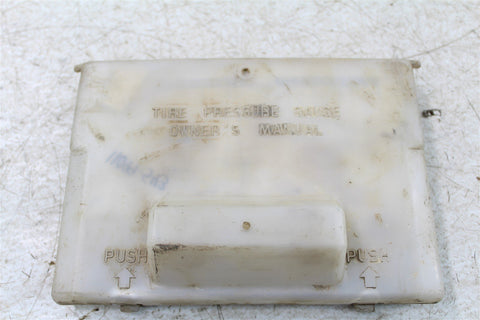 TIRE PRESSURE GAUGE
OWNER'S MANUAL
PUSH PUSH